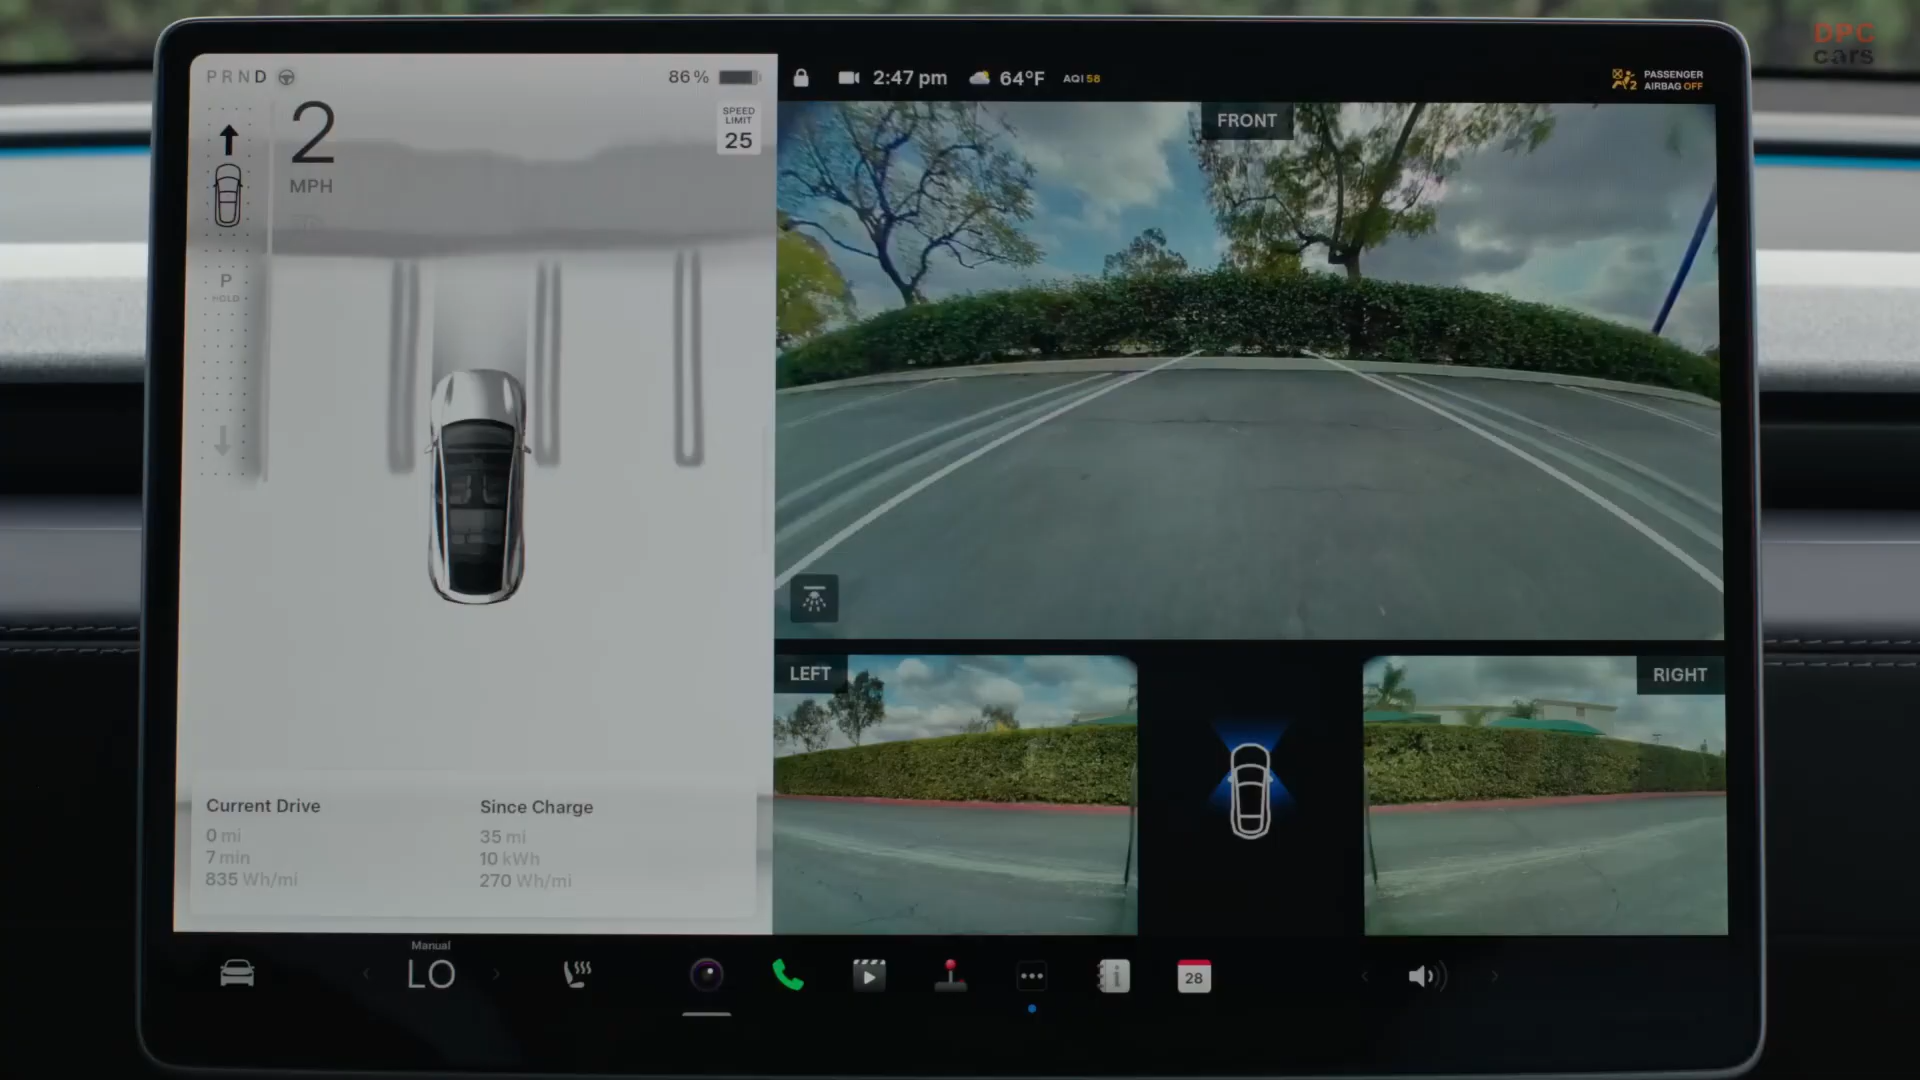 DPC
cars
PRND
86%
2:47 pm
64°F
AQI 58
PASSENGER
AIRBAG OFF
2
MPH
SPEED
LIMIT
25
P
HOLD
FRONT
LEFT
RIGHT
Current Drive
0 mi
7 min
835 Wh/mi
Since Charge
35 mi
10 kWh
270 Wh/mi
Manual
LO
28